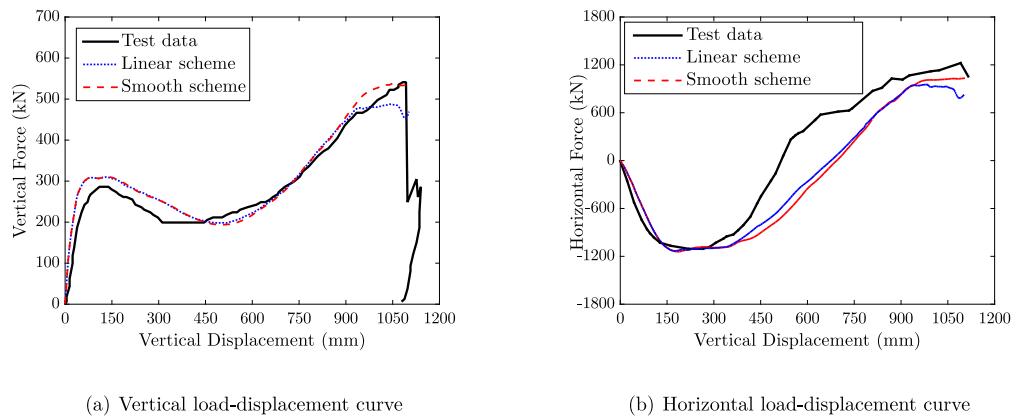 700
600
500
400
300
200
100
0
Vertical Force (kN)
Test data
Linear scheme
Smooth scheme
0 150 300 450 600 750 900 1050 1200
Vertical Displacement (mm)
(a) Vertical load-displacement curve
1800
1200
600
0
-600
-1200
-1800
Horizontal Force (kN)
Test data
Linear scheme
Smooth scheme
0 150 300 450 600 750 900 1050 1200
Vertical Displacement (mm)
(b) Horizontal load-displacement curve